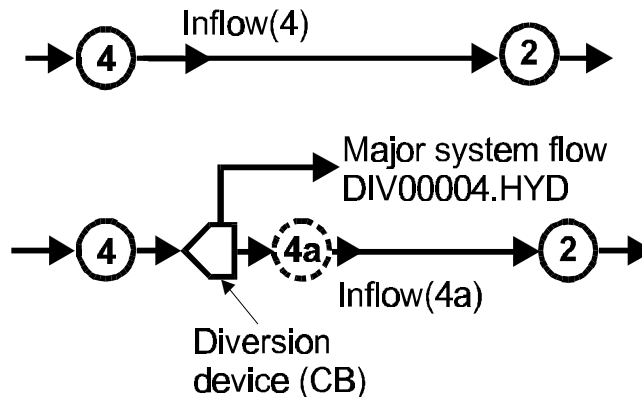 Inflow(4)
4
2
Major system flow
DIV00004.HYD
4
4a
2
Inflow(4a)
Diversion
device (CB)